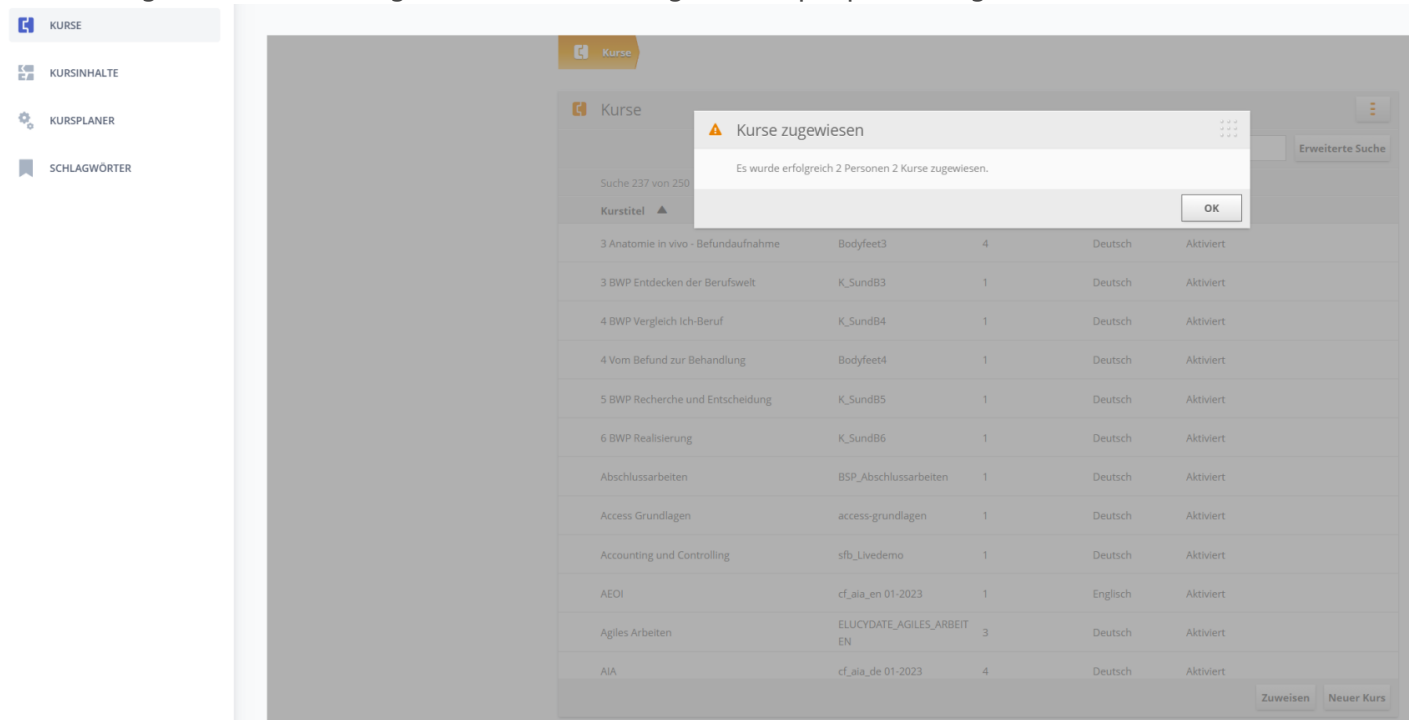 KURSE
KURSINHALTE
KURSPLANER
SCHLAGWÖRTER
Kurse
Kurse
Erweiterte Suche
Suche 237 von 250
Kurstitel ▲
Kurse zugewiesen
Es wurde erfolgreich 2 Personen 2 Kurse zugewiesen.
OK
3 Anatomie in vivo - Befundaufnahme Bodyfeet3 4 Deutsch Aktiviert
3 BWP Entdecken der Berufswelt K_SundB3 1 Deutsch Aktiviert
4 BWP Vergleich Ich-Beruf K_SundB4 1 Deutsch Aktiviert
4 Vom Befund zur Behandlung Bodyfeet4 1 Deutsch Aktiviert
5 BWP Recherche und Entscheidung K_SundB5 1 Deutsch Aktiviert
6 BWP Realisierung K_SundB6 1 Deutsch Aktiviert
Abschlussarbeiten BSP_Abschlussarbeiten 1 Deutsch Aktiviert
Access Grundlagen access-grundlagen 1 Deutsch Aktiviert
Accounting und Controlling sfb_Livedemo 1 Deutsch Aktiviert
AEOI cf_aia_en 01-2023 1 Englisch Aktiviert
Agiles Arbeiten ELUCYDATE_AGILES_ARBEIT
EN 3 Deutsch Aktiviert
AIA cf_aia_de 01-2023 4 Deutsch Aktiviert
Zuweisen Neuer Kurs